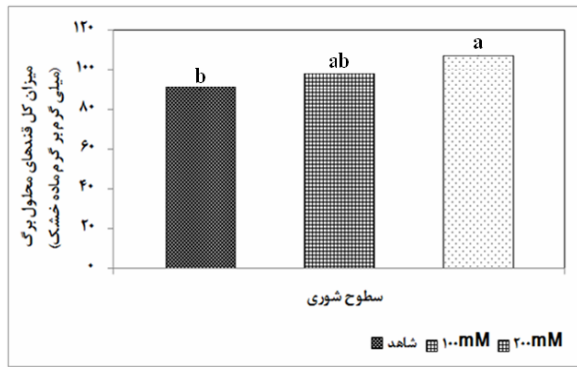 میزان کل قندهای محلول برگ
(میلی گرم بر گرم ماده خشک)
۱۲۰
۱۰۰
۸۰
۶۰
۴۰
۲۰
۰
b
ab
a
سطوح شوری
شاهد ۱۰۰mM ۲۰۰mM